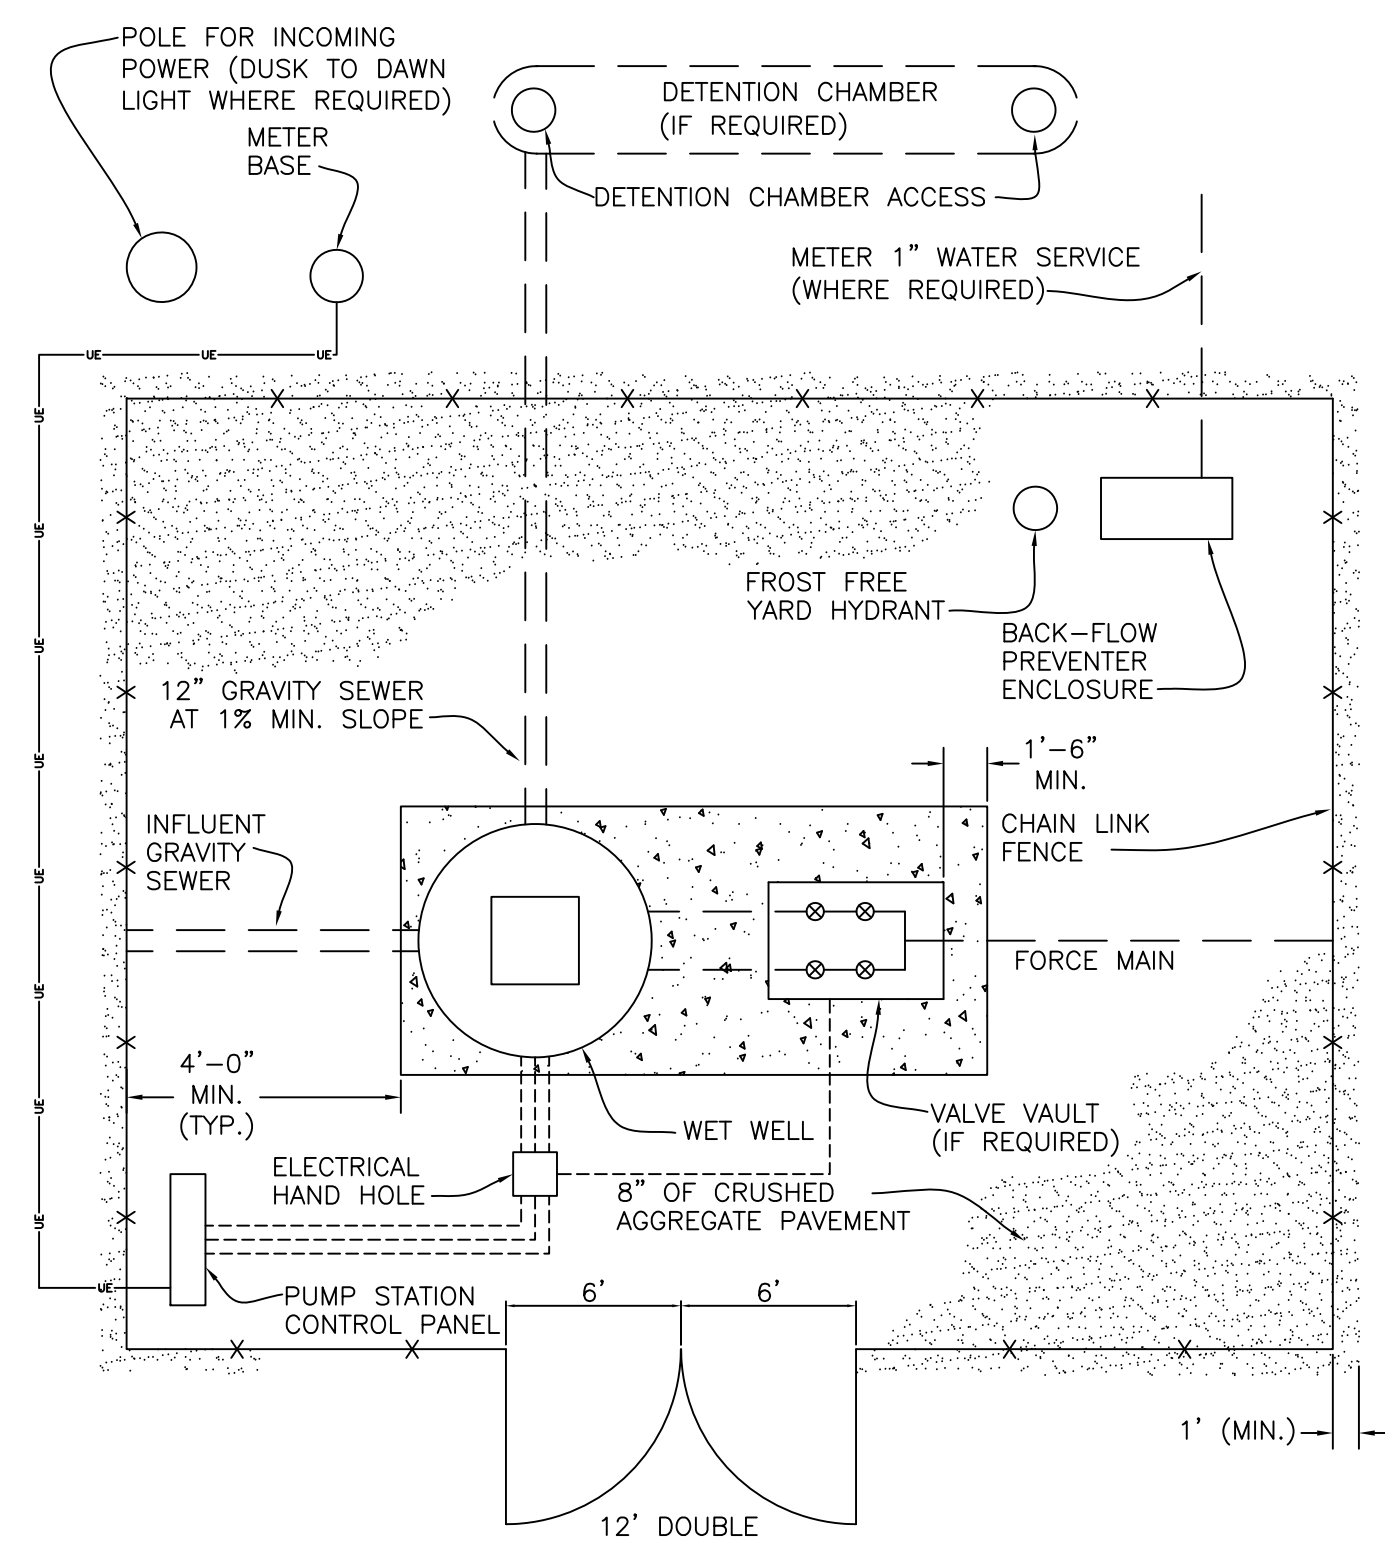 POLE FOR INCOMING
POWER (DUSK TO DAWN
LIGHT WHERE REQUIRED)
METER
BASE
DETENTION CHAMBER
(IF REQUIRED)
DETENTION CHAMBER ACCESS
METER 1" WATER SERVICE
(WHERE REQUIRED)
UE
UE
UE
UE
UE
UE
UE
UE
UE
UE
UE
UE
FROST FREE
YARD HYDRANT
BACK-FLOW
PREVENTER
ENCLOSURE
12" GRAVITY SEWER
AT 1% MIN. SLOPE
1'-6"
MIN.
INFLUENT
GRAVITY
SEWER
CHAIN LINK
FENCE
FORCE MAIN
4'-0"
MIN.
(TYP.)
WET WELL
VALVE VAULT
(IF REQUIRED)
ELECTRICAL
HAND HOLE
8" OF CRUSHED
AGGREGATE PAVEMENT
PUMP STATION
CONTROL PANEL
6'
6'
1' (MIN.)
12' DOUBLE